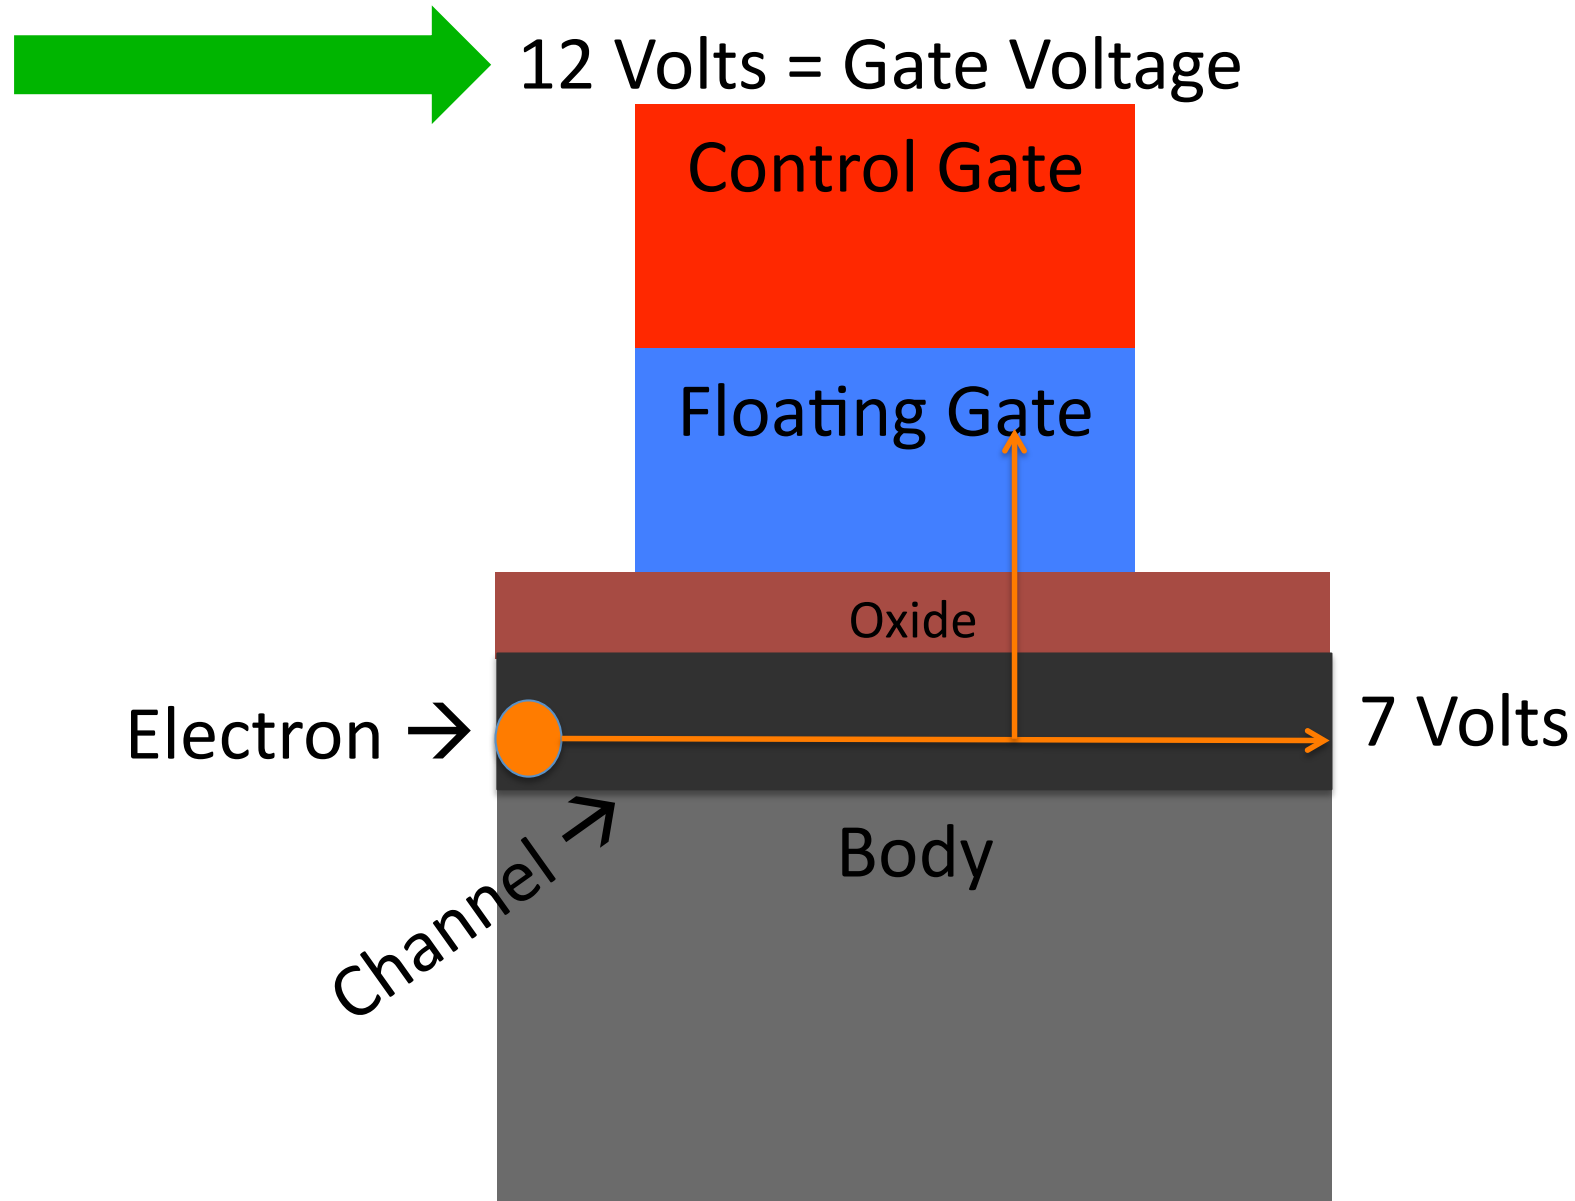 12 Volts = Gate Voltage
Control Gate
Floating Gate
Oxide
Electron →
7 Volts
Channel →
Body